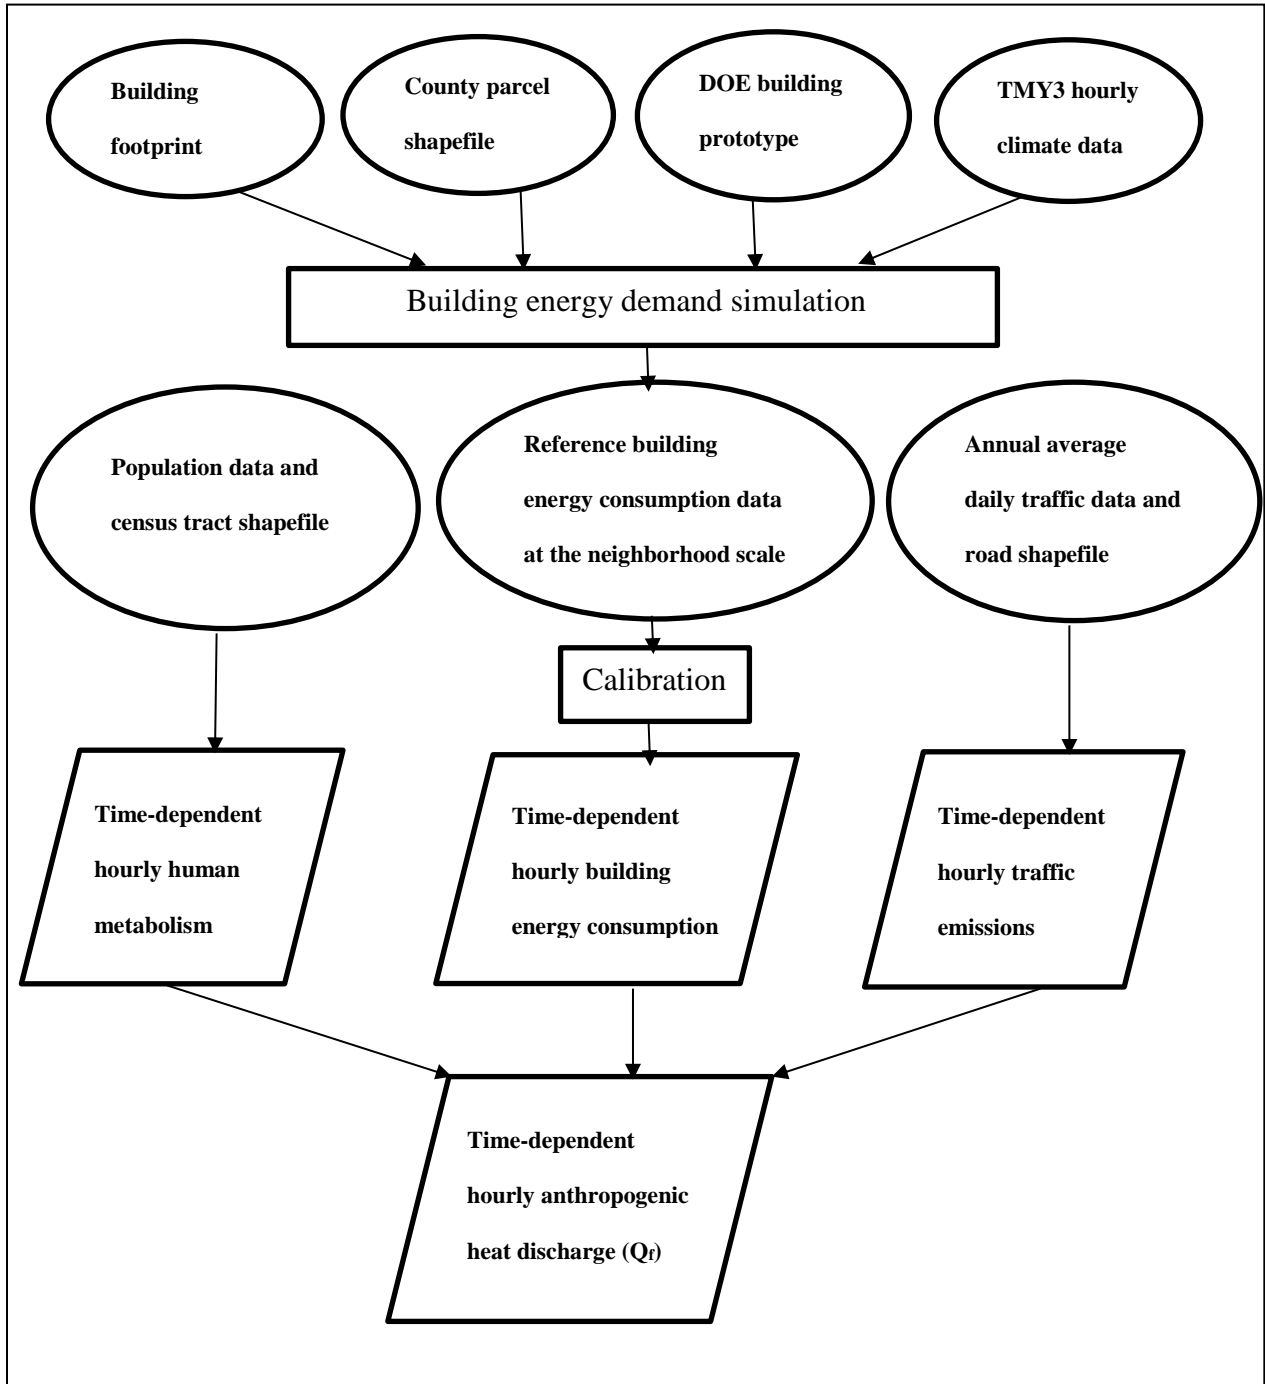 Building
footprint
County parcel
shapefile
DOE building
prototype
TMY3 hourly
climate data
Building energy demand simulation
Population data and
census tract shapefile
Reference building
energy consumption data
at the neighborhood scale
Annual average
daily traffic data and
road shapefile
Calibration
Time-dependent
hourly human
metabolism
Time-dependent
hourly building
energy consumption
Time-dependent
hourly traffic
emissions
Time-dependent
hourly anthropogenic
heat discharge (Qf)